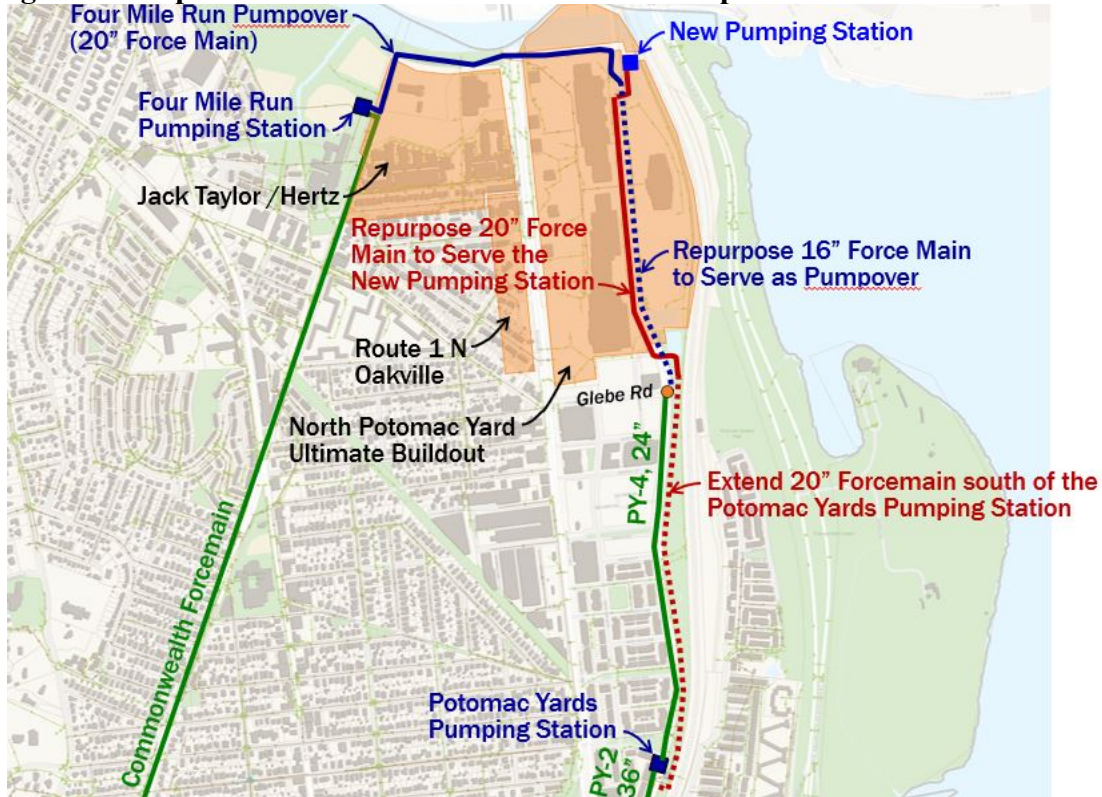 Four Mile Run Pumpover
(20” Force Main)
New Pumping Station
Four Mile Run
Pumping Station
Jack Taylor /Hertz
Repurpose 20” Force
Main to Serve the
New Pumping Station
Repurpose 16” Force Main
to Serve as Pumpover
Route 1 N
Oakville
Glebe Rd
North Potomac Yard
Ultimate Buildout
PY-4, 24”
Extend 20” Forcemain south of the
Potomac Yards Pumping Station
Commonwealth Forcemain
Potomac Yards
Pumping Station
PY-2
36”